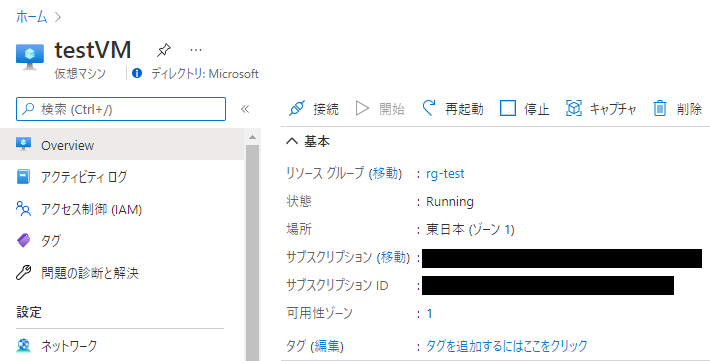 ホーム >
testVM
仮想マシン ディレクトリ: Microsoft
検索 (Ctrl+/)
接続 開始 再起動 停止 キャプチャ 削除
Overview
アクティビティ ログ
アクセス制御 (IAM)
タグ
問題の診断と解決
設定
ネットワーク
基本
リソース グループ (移動) : rg-test
状態 : Running
場所 : 東日本 (ゾーン 1)
サブスクリプション (移動) :
サブスクリプション ID :
可用性ゾーン : 1
タグ (編集) : タグを追加するにはここをクリック